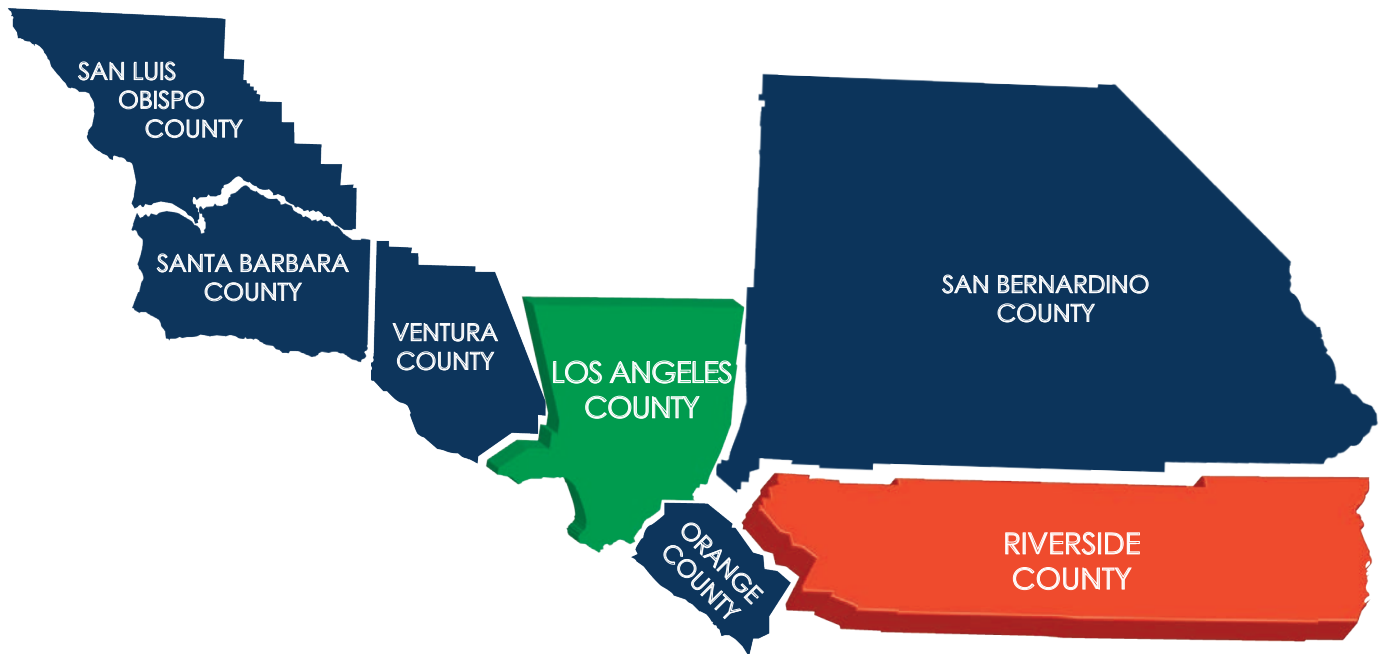 SAN LUIS
OBISPO
COUNTY
SANTA BARBARA
COUNTY
VENTURA
COUNTY
LOS ANGELES
COUNTY
SAN BERNARDINO
COUNTY
ORANGE
COUNTY
RIVERSIDE
COUNTY